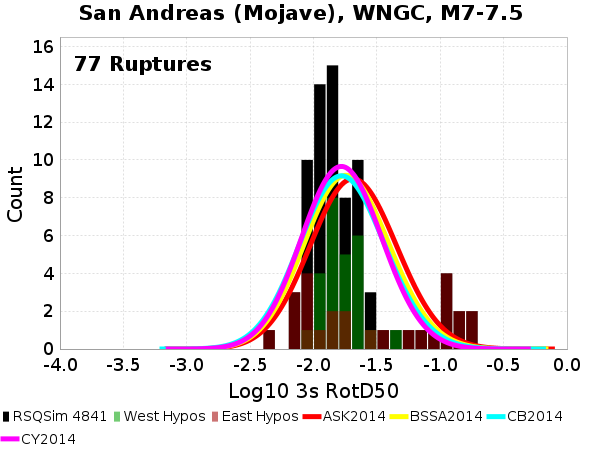 San Andreas (Mojave), WNGC, M7-7.5
77 Ruptures
Count
16
14
12
10
8
6
4
2
0
-4.0 -3.5 -3.0 -2.5 -2.0 -1.5 -1.0 -0.5 0.0
Log10 3s RotD50
RSQSim 4841 West Hypos East Hypos ASK2014 BSSA2014 CB2014
CY2014